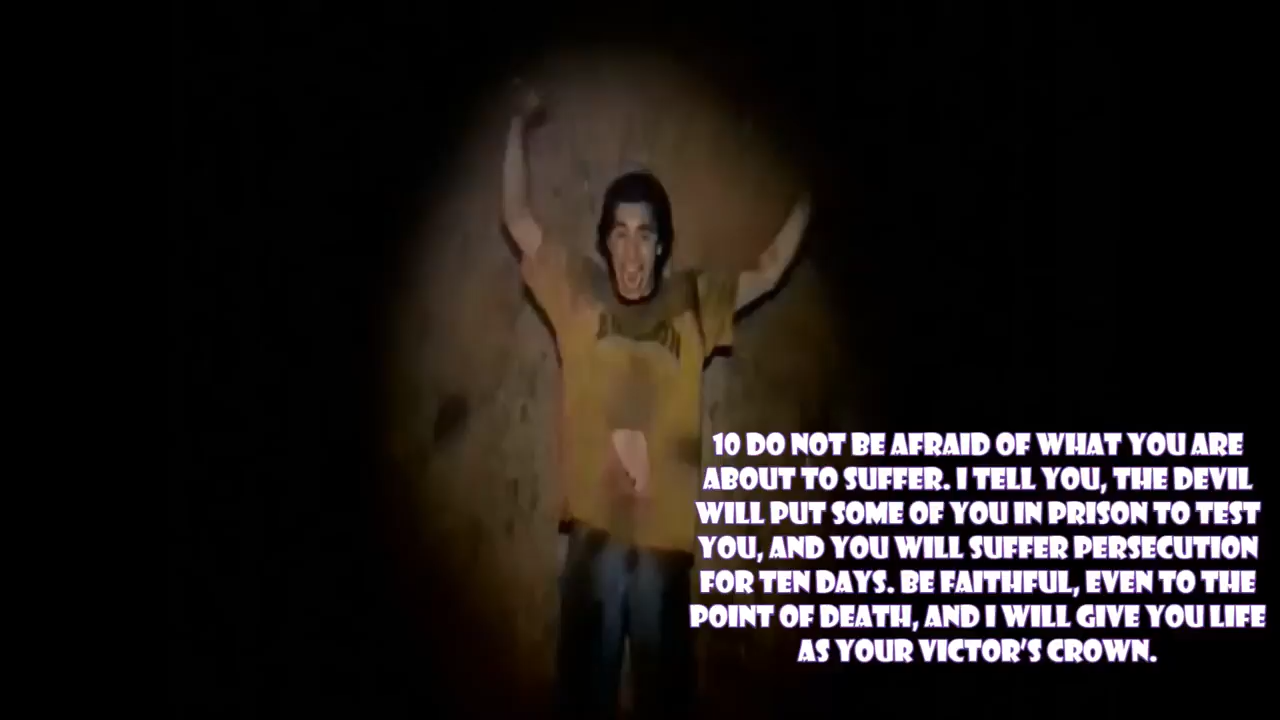 10 DO NOT BE AFRAID OF WHAT YOU ARE
ABOUT TO SUFFER. I TELL YOU, THE DEVIL
WILL PUT SOME OF YOU IN PRISON TO TEST
YOU, AND YOU WILL SUFFER PERSECUTION
FOR TEN DAYS. BE FAITHFUL, EVEN TO THE
POINT OF DEATH, AND I WILL GIVE YOU LIFE
AS YOUR VICTOR'S CROWN.